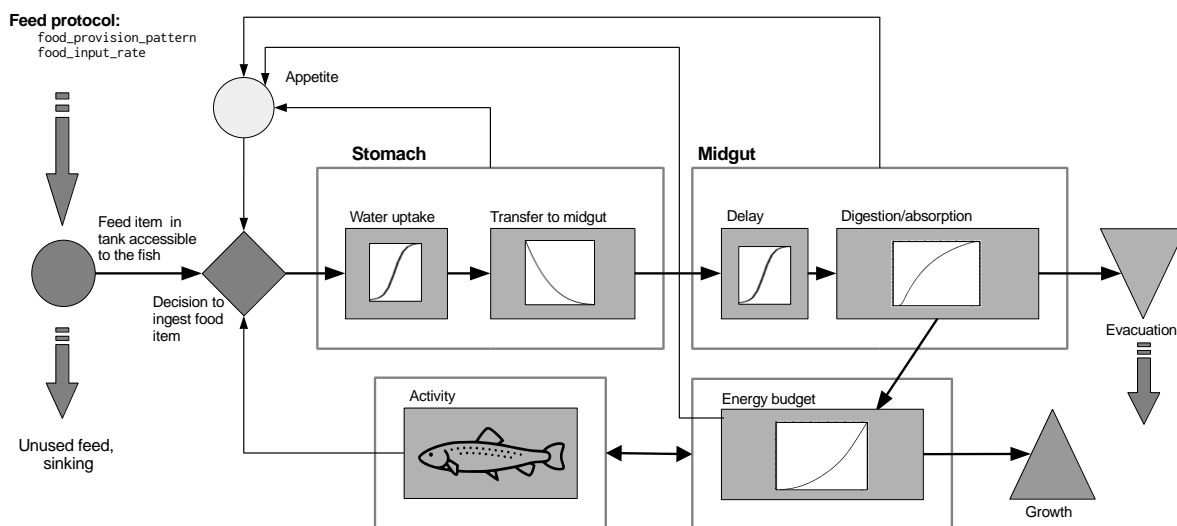 Feed protocol:
food_provision_pattern
food_input_rate
Appetite
Stomach
Midgut
Water uptake
Transfer to midgut
Delay
Digestion/absorption
Feed item in
tank accessible
to the fish
Decision to
ingest food
item
Evacuation
Activity
Energy budget
Unused feed,
sinking
Growth